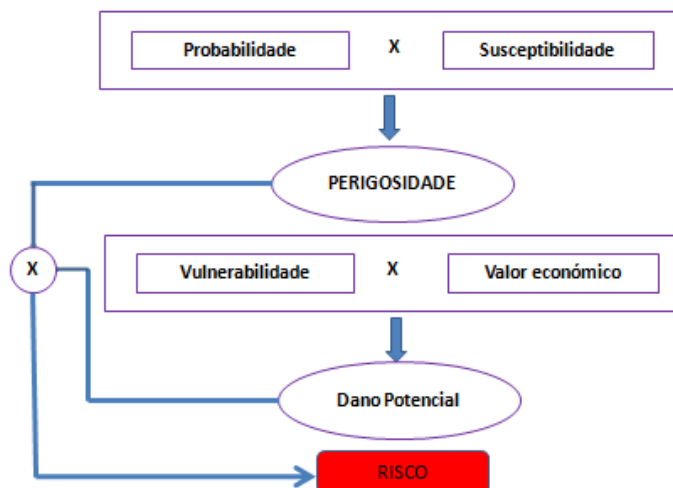 Probabilidade X Susceptibilidade
PERIGOSIDADE
X
Vulnerabilidade X Valor económico
Dano Potencial
RISCO